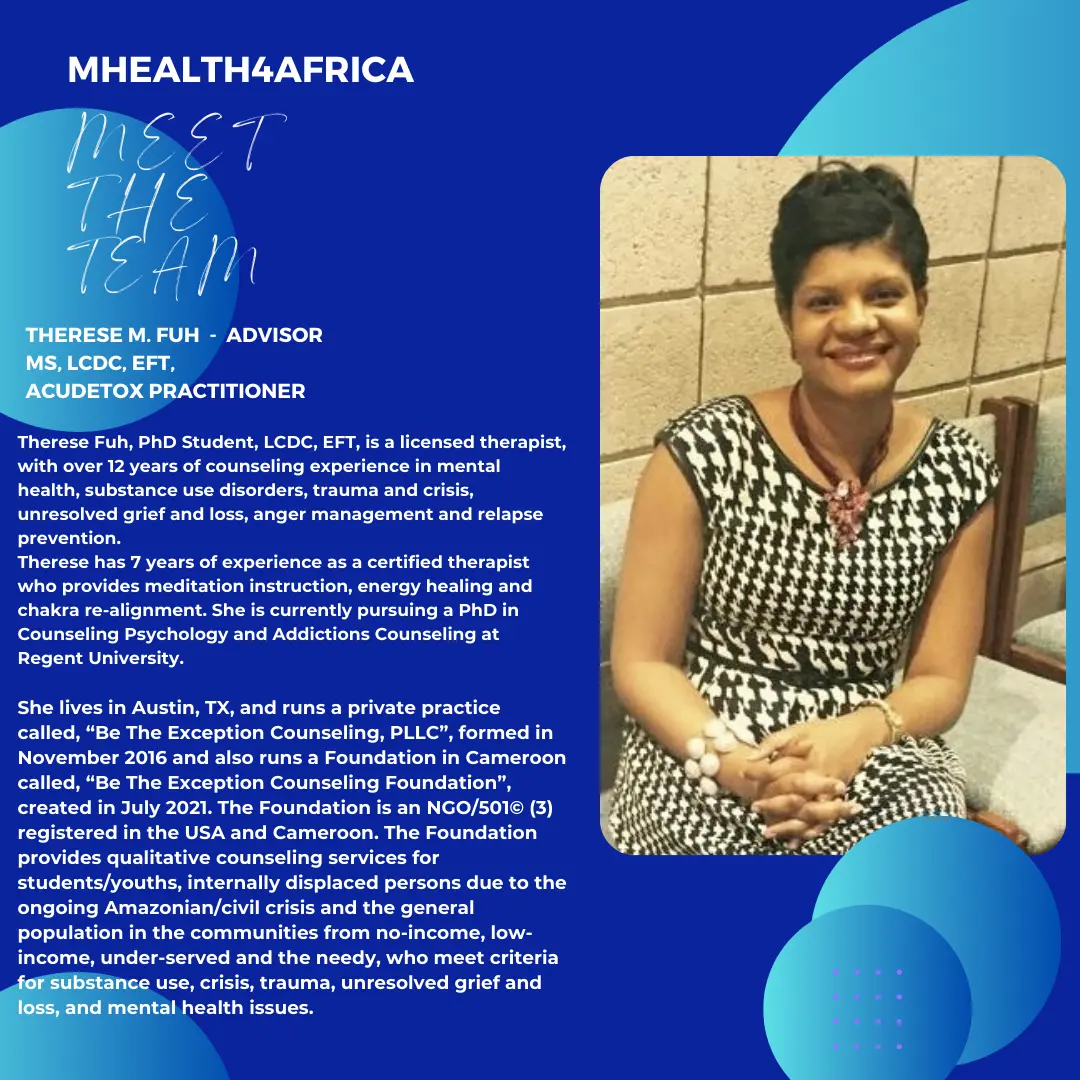 MHEALTH4AFRICA
MEET
THE
TEAM
THERESE M. FUH - ADVISOR
MS, LCDC, EFT,
ACUDETOX PRACTITIONER
Therese Fuh, PhD Student, LCDC, EFT, is a licensed therapist,
with over 12 years of counseling experience in mental
health, substance use disorders, trauma and crisis,
unresolved grief and loss, anger management and relapse
prevention.
Therese has 7 years of experience as a certified therapist
who provides meditation instruction, energy healing and
chakra re-alignment. She is currently pursuing a PhD in
Counseling Psychology and Addictions Counseling at
Regent University.
She lives in Austin, TX, and runs a private practice
called, “Be The Exception Counseling, PLLC”, formed in
November 2016 and also runs a Foundation in Cameroon
called, “Be The Exception Counseling Foundation”,
created in July 2021. The Foundation is an NGO/501© (3)
registered in the USA and Cameroon. The Foundation
provides qualitative counseling services for
students/youths, internally displaced persons due to the
ongoing Amazonian/civil crisis and the general
population in the communities from no-income, low-
income, under-served and the needy, who meet criteria
for substance use, crisis, trauma, unresolved grief and
loss, and mental health issues.